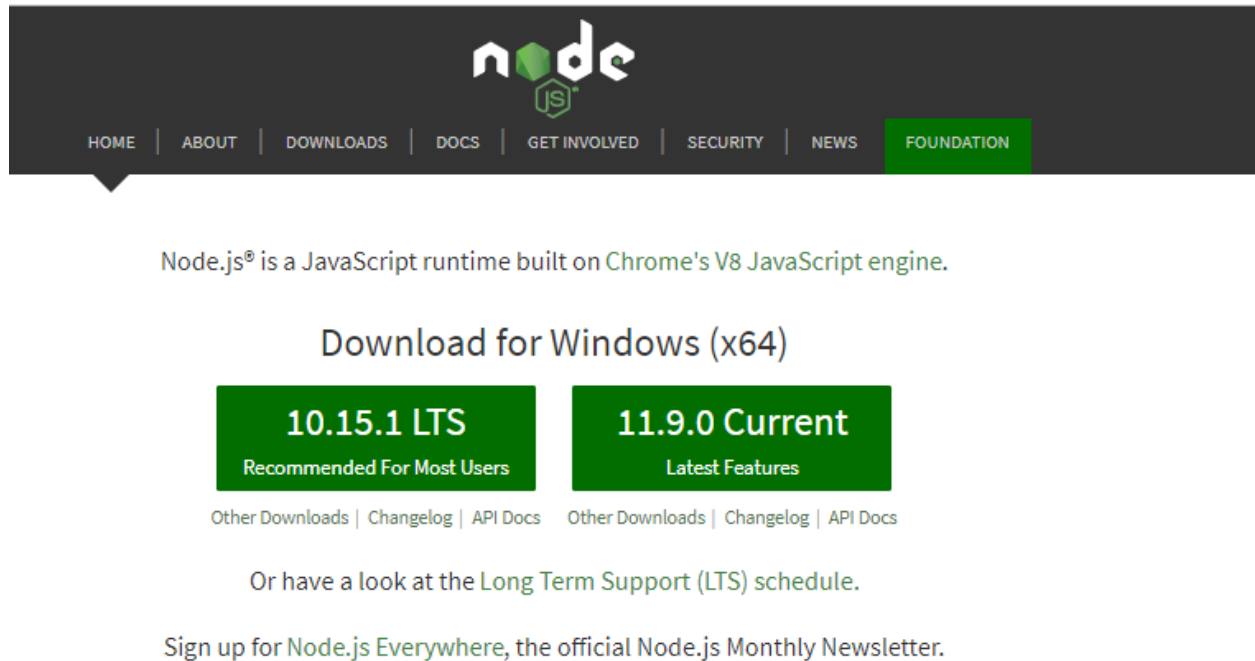 node
JS
HOME | ABOUT | DOWNLOADS | DOCS | GET INVOLVED | SECURITY | NEWS FOUNDATION
Node.js® is a JavaScript runtime built on Chrome's V8 JavaScript engine.
Download for Windows (x64)
10.15.1 LTS
Recommended For Most Users
11.9.0 Current
Latest Features
Other Downloads | Changelog | API Docs
Other Downloads | Changelog | API Docs
Or have a look at the Long Term Support (LTS) schedule.
Sign up for Node.js Everywhere, the official Node.js Monthly Newsletter.